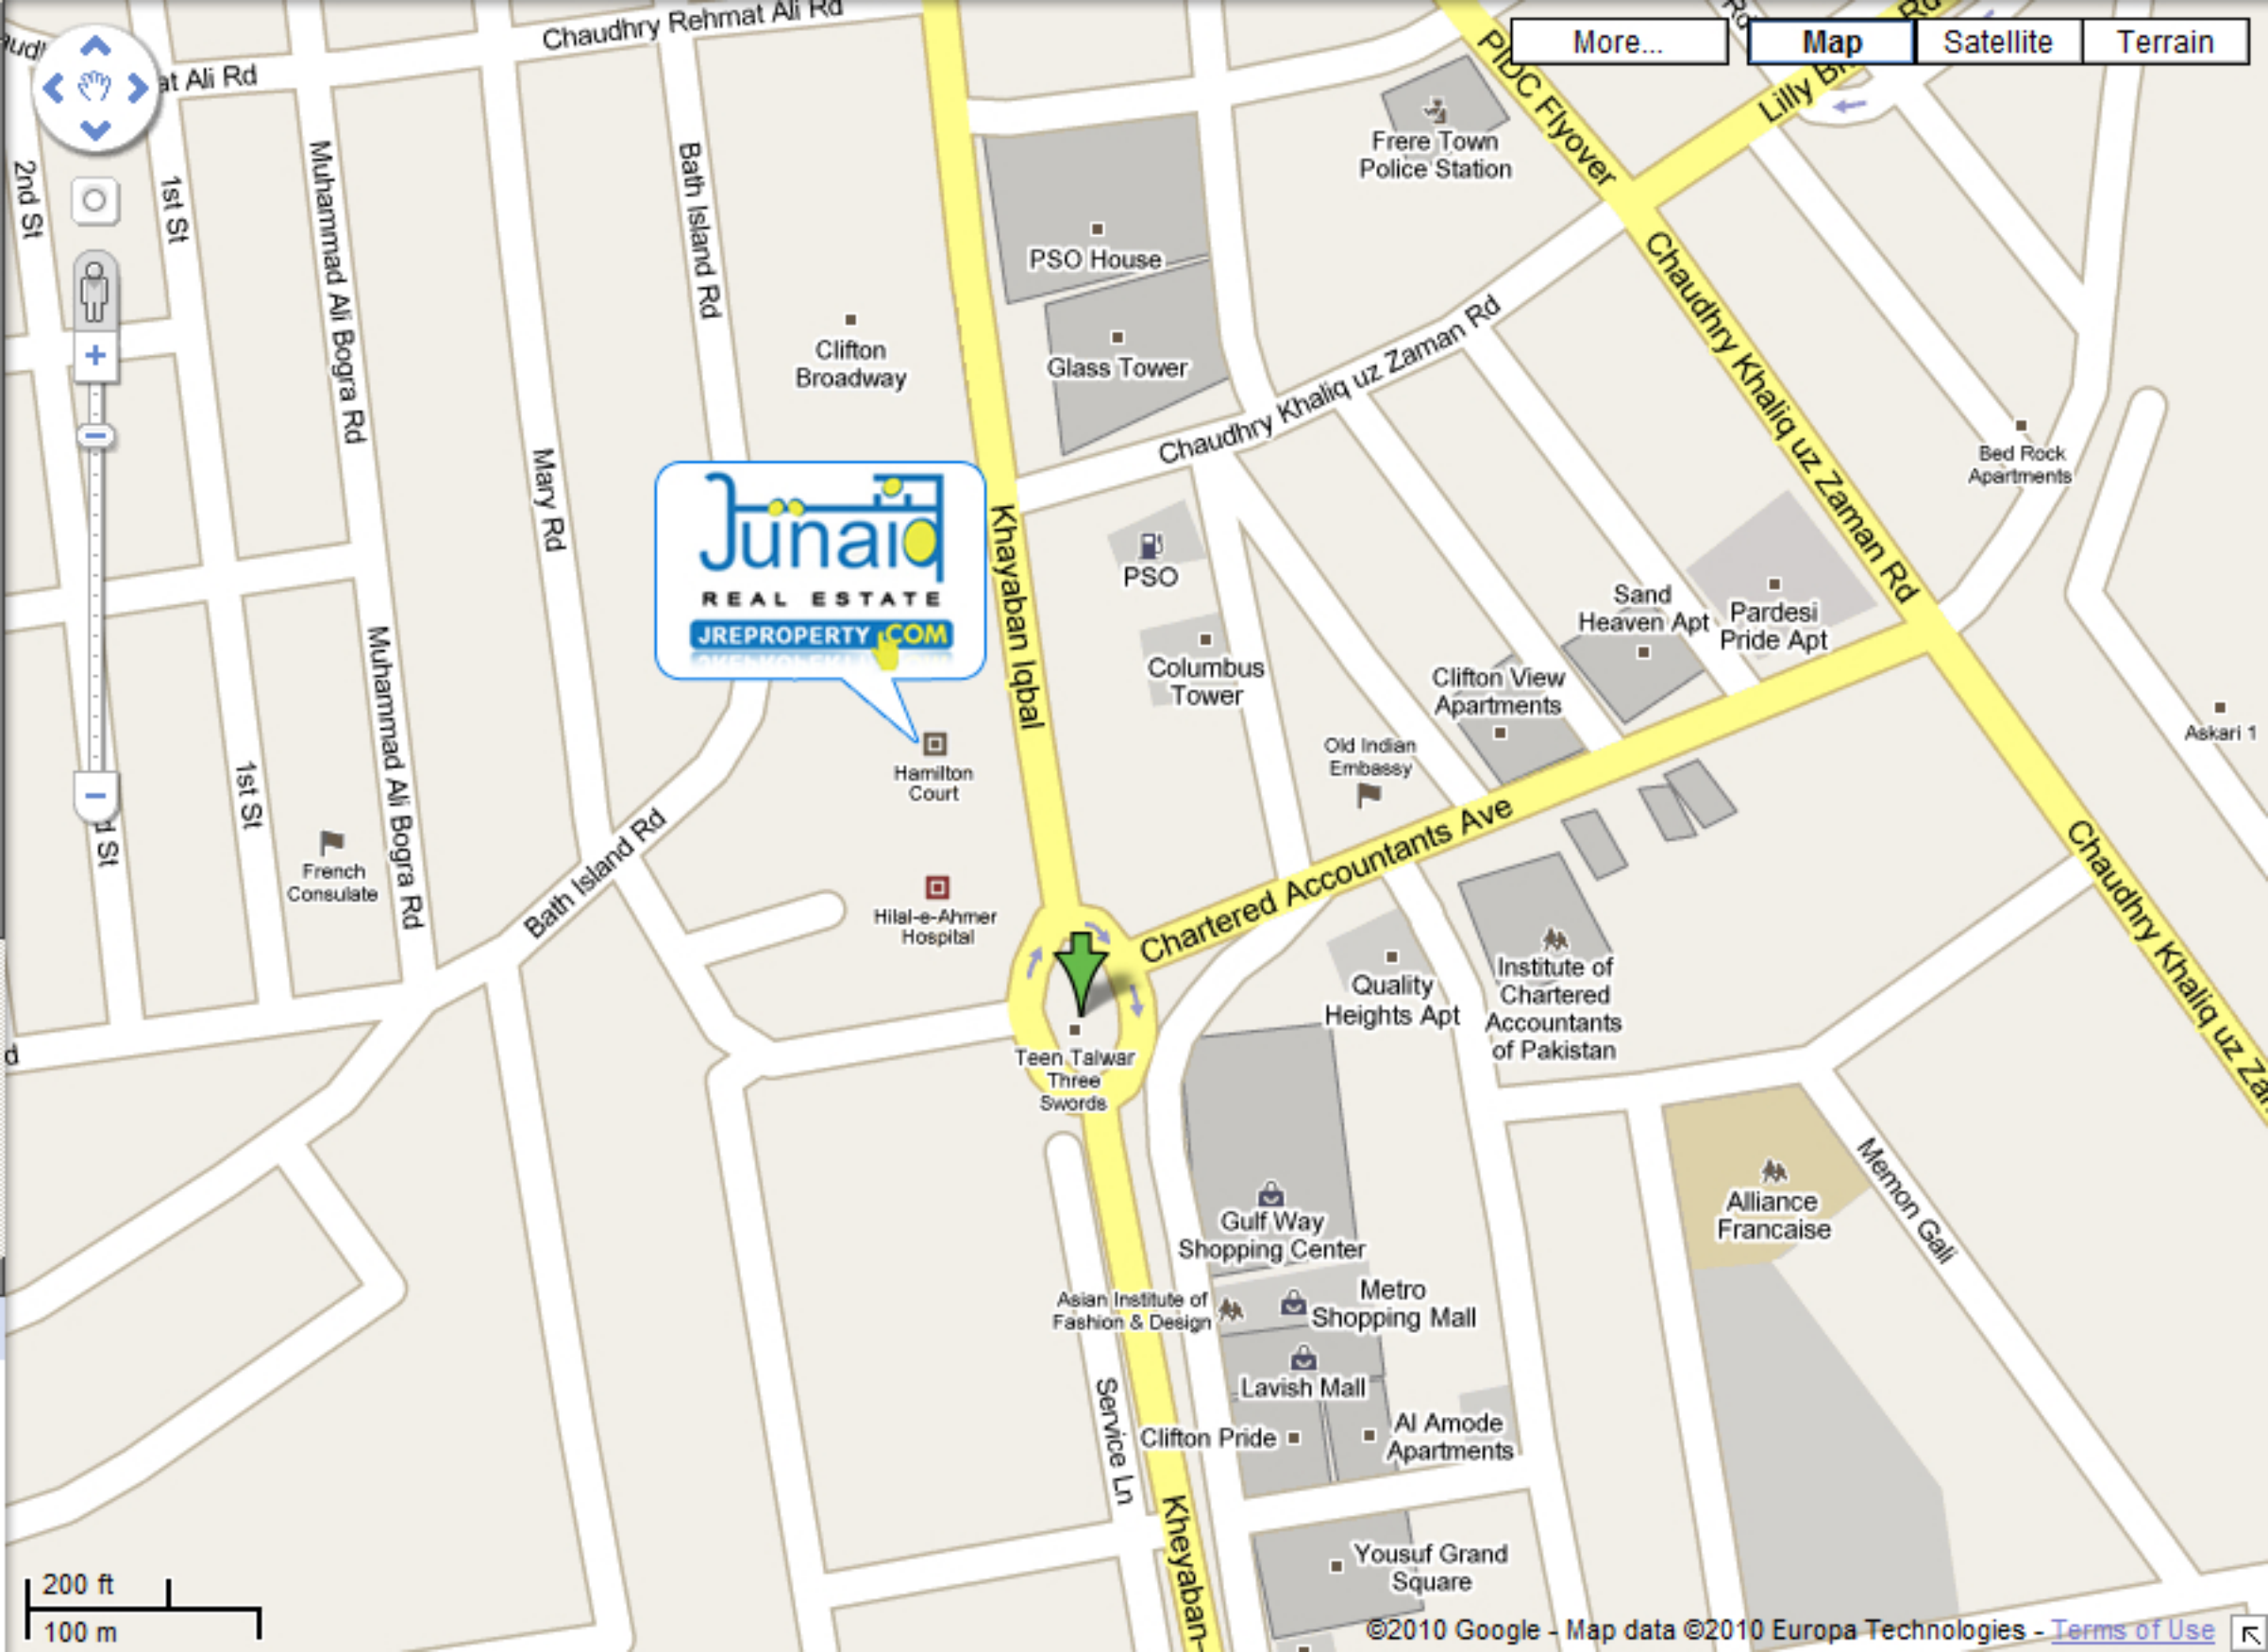 Chaudhry Rehmat Ali Rd
at Ali Rd
More...
Map
Satellite
Terrain
PIDC Flyover
Rd
Rd
Frere Town
Police Station
2nd St
1st St
Muhammad Ali Bogra Rd
Bath Island Rd
PSO House
Clifton
Broadway
Glass Tower
Chaudhry Khaliq uz Zaman Rd
Chaudhry Khaliq uz Zaman Rd
Mary Rd
Bed Rock
Apartments
Junaid
REAL ESTATE
JREPROPERTY.COM
Khayaban Iqbal
PSO
Sand
Heaven Apt
Pardesi
Pride Apt
Columbus
Tower
Clifton View
Apartments
Askari 1
Old Indian
Embassy
Hamilton
Court
Muhammad Ali Bogra Rd
1st St
d St
French
Consulate
Bath Island Rd
Chartered Accountants Ave
Hilal-e-Ahmer
Hospital
Chaudhry Khaliq uz Zaman
Quality
Heights Apt
Institute of
Chartered
Accountants
of Pakistan
d
Teen Talwar
Three
Swords
Memon Gali
Alliance
Francaise
Gulf Way
Shopping Center
Asian Institute of
Fashion & Design
Metro
Shopping Mall
Lavish Mall
Service Ln
Clifton Pride
Al Amode
Apartments
Kheyaban-
Yousuf Grand
Square
200 ft
100 m
©2010 Google - Map data ©2010 Europa Technologies - Terms of Use